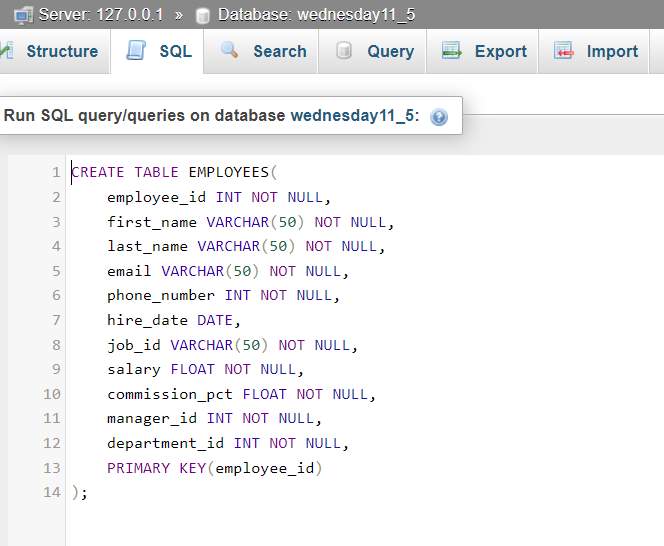 Server: 127.0.0.1 » Database: wednesday11_5
Structure SQL Search Query Export Import
Run SQL query/queries on database wednesday11_5:
1 CREATE TABLE EMPLOYEES(
2 employee_id INT NOT NULL,
3 first_name VARCHAR(50) NOT NULL,
4 last_name VARCHAR(50) NOT NULL,
5 email VARCHAR(50) NOT NULL,
6 phone_number INT NOT NULL,
7 hire_date DATE,
8 job_id VARCHAR(50) NOT NULL,
9 salary FLOAT NOT NULL,
10 commission_pct FLOAT NOT NULL,
11 manager_id INT NOT NULL,
12 department_id INT NOT NULL,
13 PRIMARY KEY(employee_id)
14 );